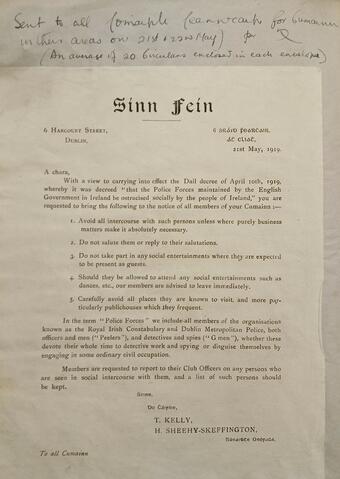 Sent to all Comhairle Ceanntair for Cumann
in their areas on 21st & 22nd May)
(An average of 20 Circulars enclosed in each envelope)
Sinn Fein
6 Harcourt Street,
Dublin,
6 sráid ḟearċair,
át cliat,
21st May, 1919.
A chara,
With a view to carrying into effect the Dail decree of April 10th, 1919,
whereby it was decreed "that the Police Forces maintained by the English
Government in Ireland be ostracised socially by the people of Ireland," you
are requested to bring the following to the notice of all members of your Cumann :—
1. Avoid all intercourse with such persons unless where purely business
matters make it absolutely necessary.
2. Do not salute them or reply to their salutations.
3. Do not take part in any social entertainments where they are expected
to be present as guests.
4. Should they be allowed to attend any social entertainments such as
dances, etc., our members are advised to leave immediately.
5. Carefully avoid all places they are known to visit, and more par-
ticularly publichouses which they frequent.
In the term "Police Forces" we include all members of the organisations
known as the Royal Irish Constabulary and Dublin Metropolitan Police, both
officers and men ("Peelers"), and detectives and spies ("G men"), whether these
devote their whole time to detective work and spying or disguise themselves by
engaging in some ordinary civil occupation.
Members are requested to report to their Club Officers on any persons who
are seen in social intercourse with them, and a list of such persons should
be kept.
Sinne,
Do Cáirde,
T. KELLY,
H. SHEEHY-SKEFFINGTON,
Rúnaithe Onórada.
To all Cumainn